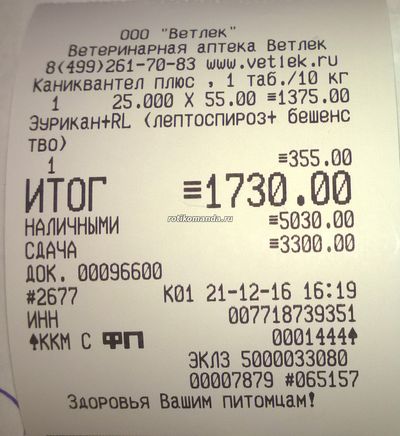 ООО "Ветлек"
Ветеринарная аптека Ветлек
8(499)261-70-83 www.vetlek.ru
Каниквантел плюс , 1 таб./10 кг
1 25.000 X 55.00 ≡1375.00
Эурикан+RL (лептоспироз+ бешенс
тво)
1 ≡355.00
ИТОГ ≡1730.00
rotikomanda.ru
НАЛИЧНЫМИ ≡5030.00
СДАЧА ≡3300.00
ДОК. 00096600
#2677 К01 21-12-16 16:19
ИНН 007718739351
♠ККМ С ФП 0001444♠
ЭКЛЗ 5000033080
00007879 #065157
Здоровья Вашим питомцам!